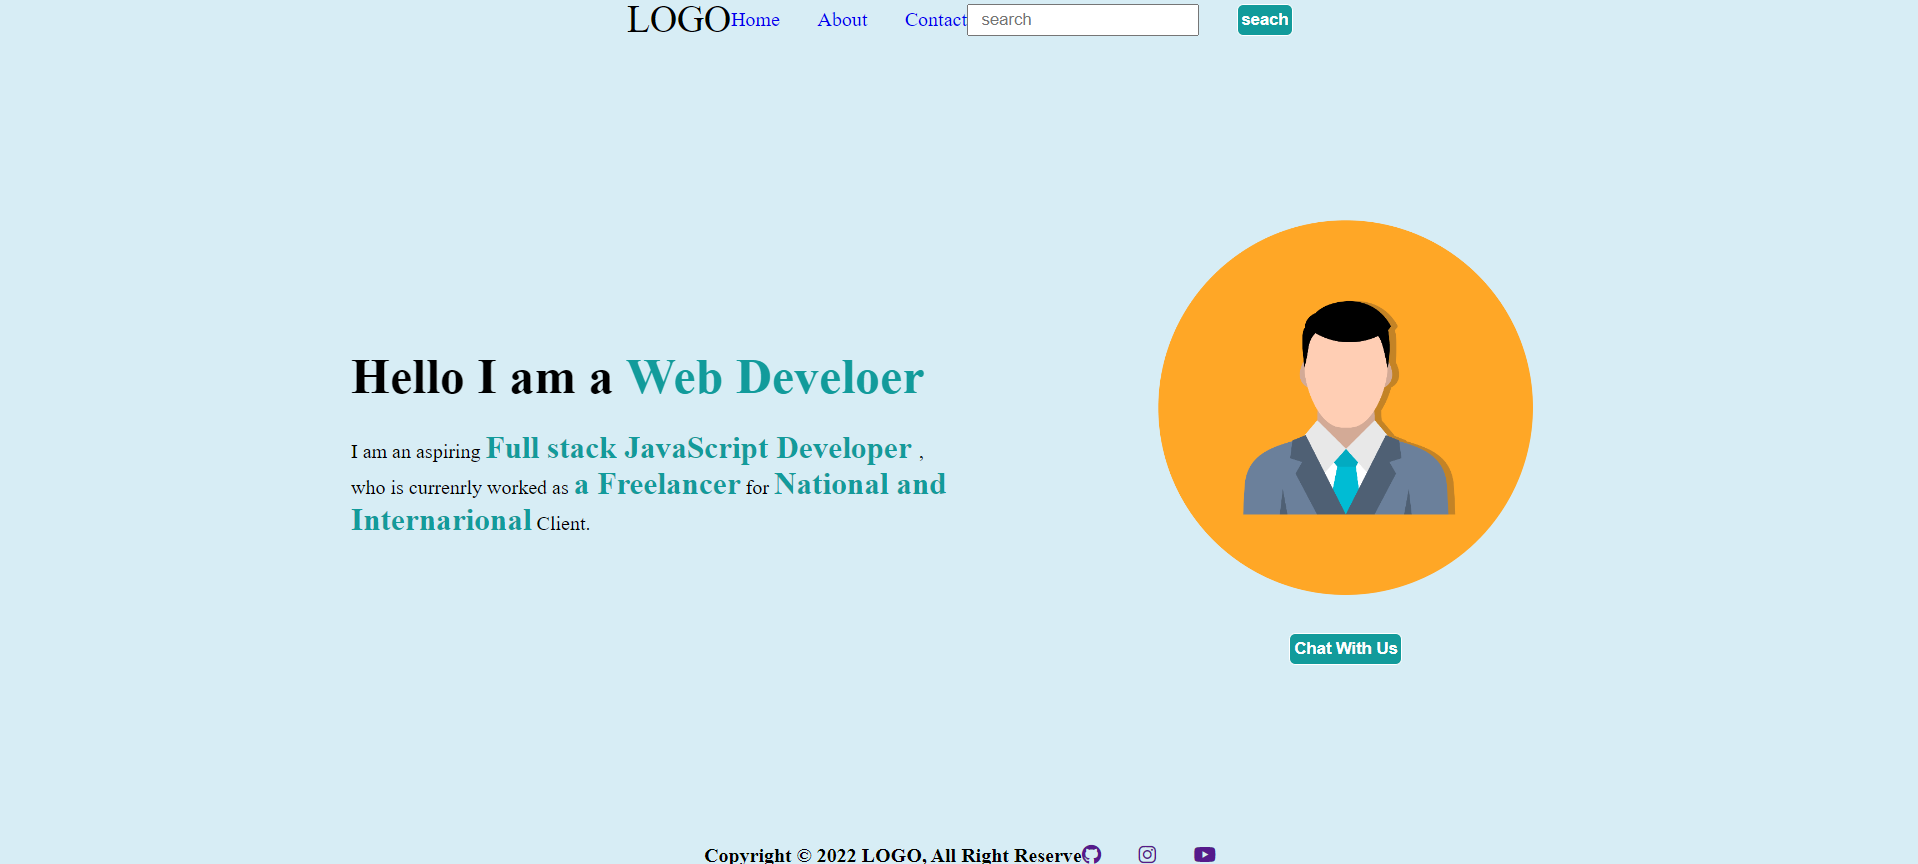 LOGO Home About Contact search seach
Hello I am a Web Develoer
I am an aspiring Full stack JavaScript Developer ,
who is currenrly worked as a Freelancer for National and
Internarional Client.
Chat With Us
Copyright © 2022 LOGO, All Right Reserve